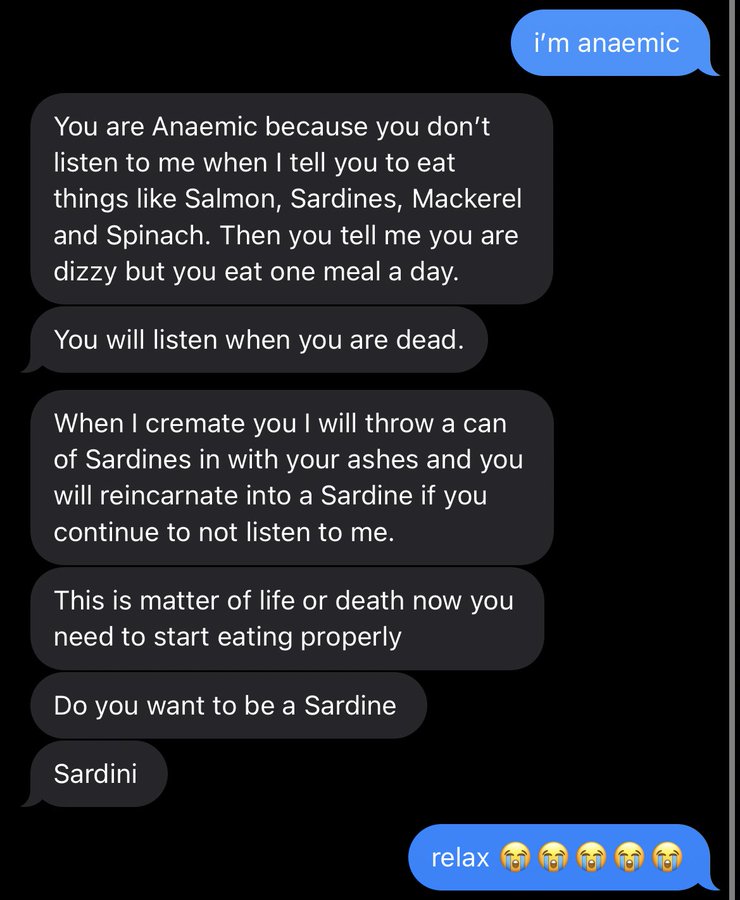 i’m anaemic
You are Anaemic because you don’t
listen to me when I tell you to eat
things like Salmon, Sardines, Mackerel
and Spinach. Then you tell me you are
dizzy but you eat one meal a day.
You will listen when you are dead.
When I cremate you I will throw a can
of Sardines in with your ashes and you
will reincarnate into a Sardine if you
continue to not listen to me.
This is matter of life or death now you
need to start eating properly
Do you want to be a Sardine
Sardini
relax 😭😭😭😭😭